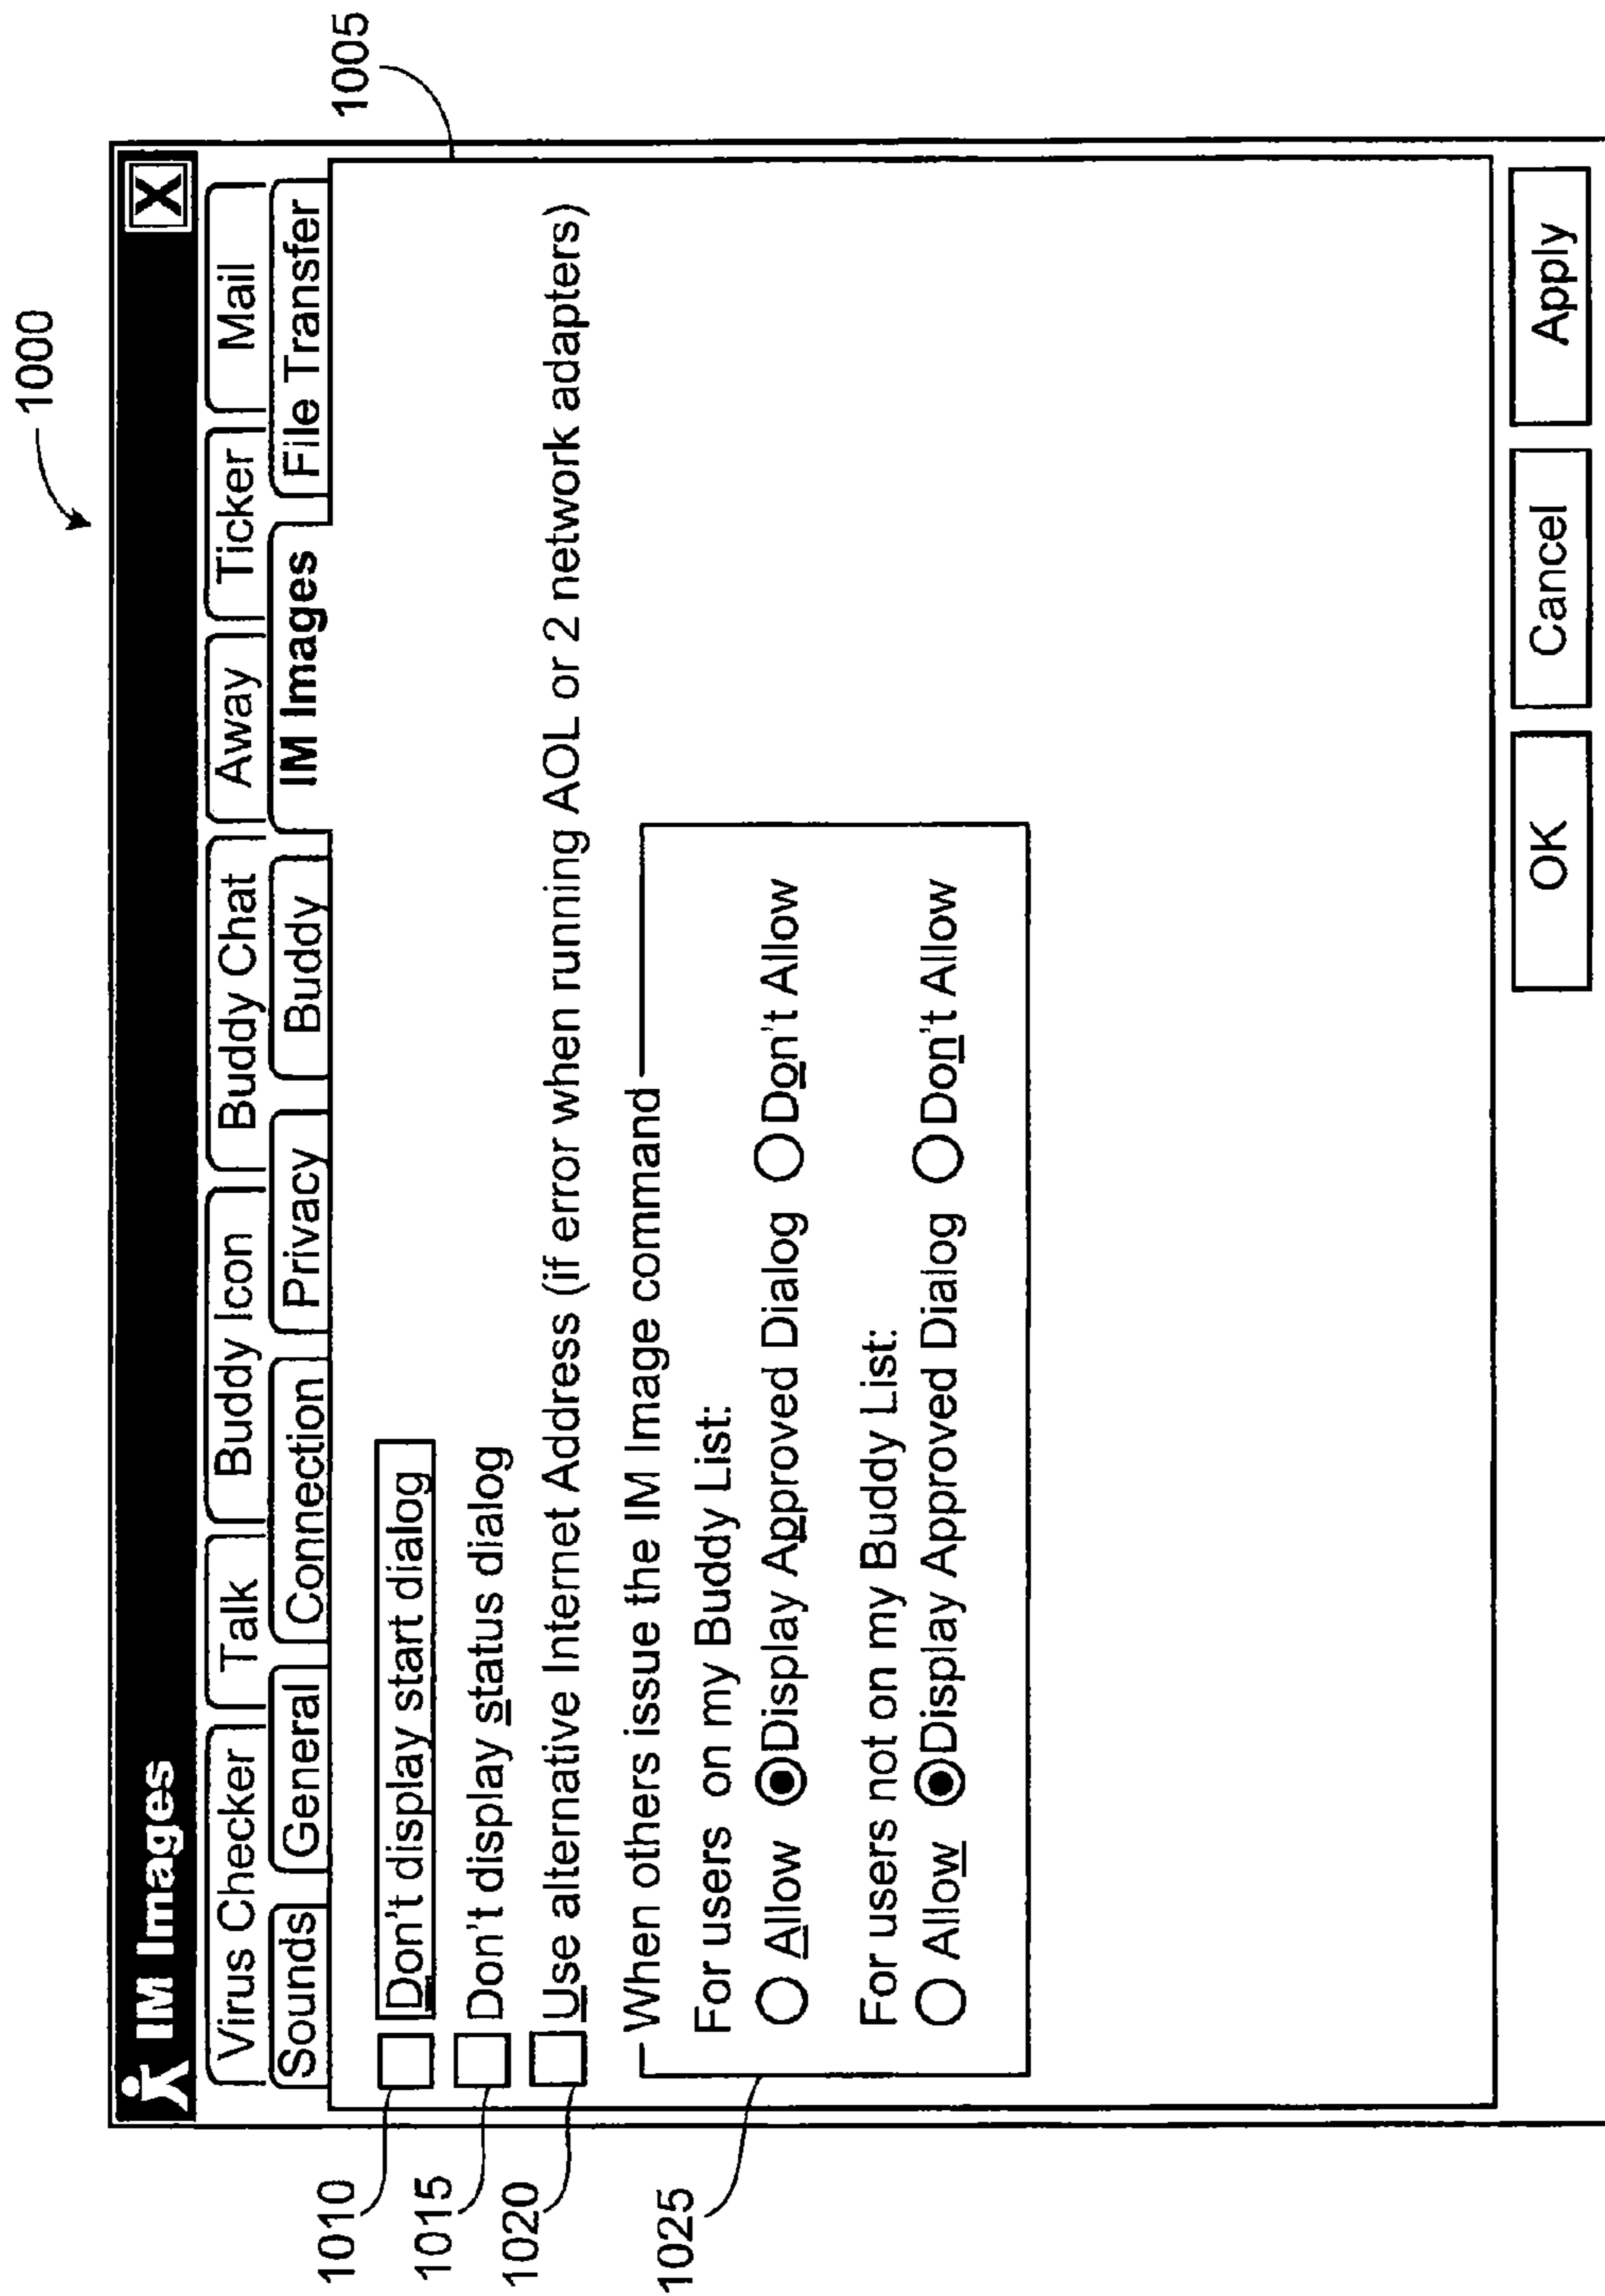 1000
IM Images X
Virus Checker Talk Buddy Icon Buddy Chat Away Ticker Mail
Sounds General Connection Privacy Buddy IM Images File Transfer
1005
1010 Don't display start dialog
1015 Don't display status dialog
1020 Use alternative Internet Address (if error when running AOL or 2 network adapters)
When others issue the IM Image command
1025
For users on my Buddy List:
Allow Display Approved Dialog Don't Allow
For users not on my Buddy List:
Allow Display Approved Dialog Don't Allow
OK Cancel Apply